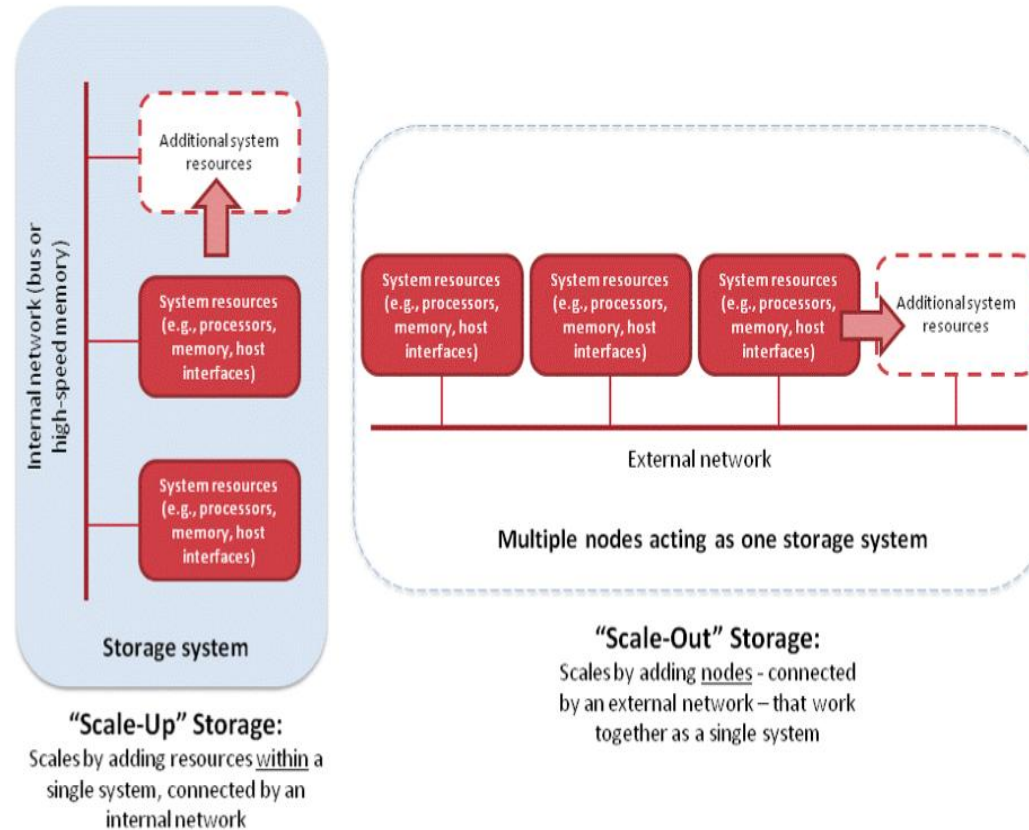 Internal network (bus or
high-speed memory)
Additional system
resources
System resources
(e.g., processors,
memory, host
interfaces)
System resources
(e.g., processors,
memory, host
interfaces)
Storage system
"Scale-Up" Storage:
Scales by adding resources within a
single system, connected by an
internal network
System resources
(e.g., processors,
memory, host
interfaces)
System resources
(e.g., processors,
memory, host
interfaces)
System resources
(e.g., processors,
memory, host
interfaces)
Additional system
resources
External network
Multiple nodes acting as one storage system
“Scale-Out” Storage:
Scales by adding nodes - connected
by an external network – that work
together as a single system